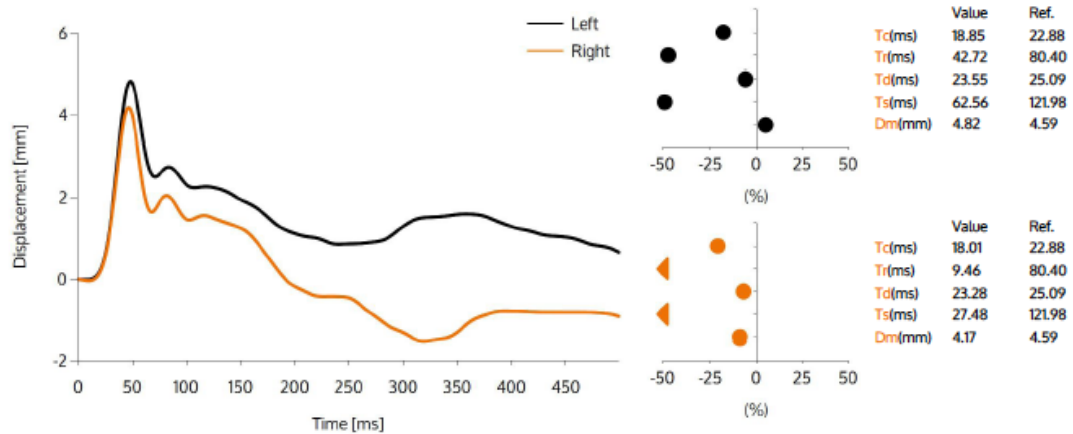 Left
Right
6
4
2
0
-2
Displacement [mm]
0 50 100 150 200 250 300 350 400 450
Time [ms]
-50 -25 0 25 50
(%)
Value Ref.
Tc(ms) 18.85 22.88
Tr(ms) 42.72 80.40
Td(ms) 23.55 25.09
Ts(ms) 62.56 121.98
Dm(mm) 4.82 4.59
-50 -25 0 25 50
(%)
Value Ref.
Tc(ms) 18.01 22.88
Tr(ms) 9.46 80.40
Td(ms) 23.28 25.09
Ts(ms) 27.48 121.98
Dm(mm) 4.17 4.59